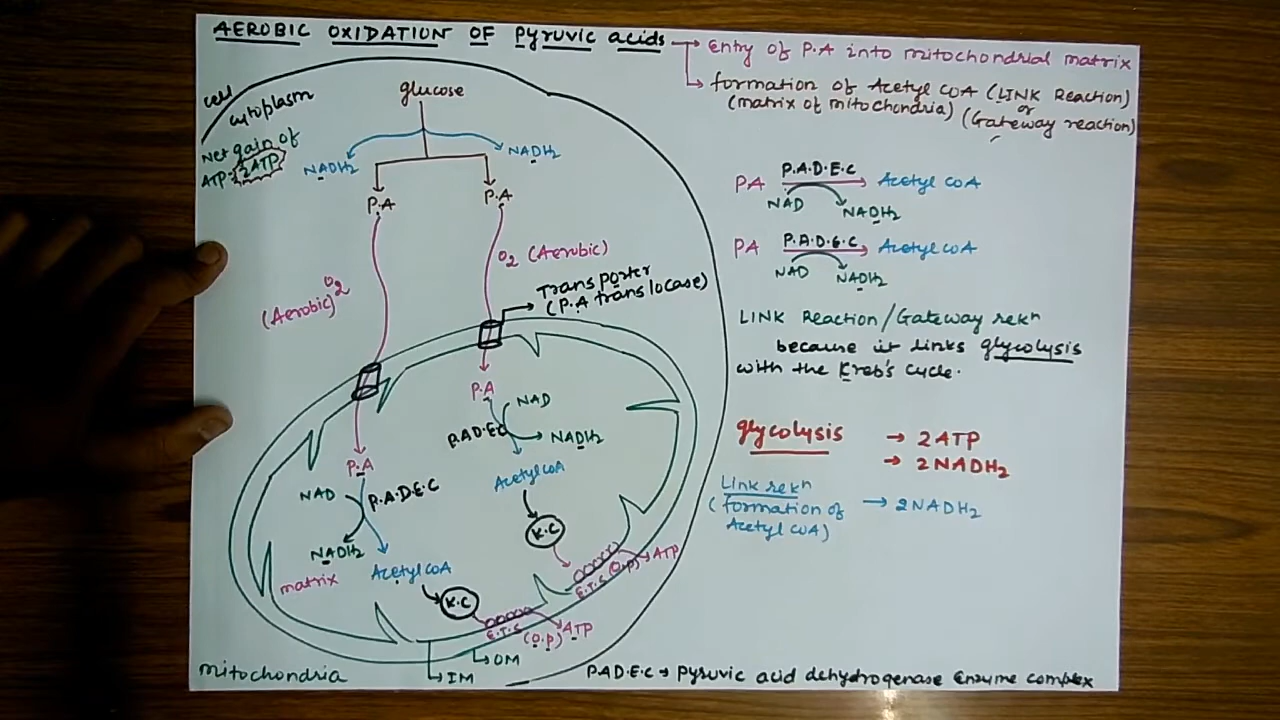 AEROBIC OXIDATION OF Pyruvic acids
→ Entry of P.A into mitochondrial matrix
→ formation of Acetyl COA (LINK Reaction)
(matrix of mitochondria) or
(Gateway reaction)
cell
cytoplasm
Net gain of
ATP = 2ATP
glucose
NADH2
NADH2
P.A
P.A
O2 (Aerobic)
(Aerobic) O2
Transporter
(P.A translocase)
P.A
NAD
P.A.D.E.C
NADH2
Acetyl COA
K.C
E.T.S (O.P) → ATP
P.A
NAD
P.A.D.E.C
NADH2
matrix
Acetyl COA
K.C
E.T.S
(O.P)
ATP
OM
IM
mitochondria
PA P.A.D.E.C Acetyl COA
NAD NADH2
PA P.A.D.E.C Acetyl COA
NAD NADH2
LINK Reaction/Gateway rekn
because it links glycolysis
with the Kreb's cycle.
glycolysis → 2ATP
→ 2NADH2
Link rekn
(formation of → 2NADH2
Acetyl COA)
P.A.D.E.C → Pyruvic acid dehydrogenase Enzyme complex